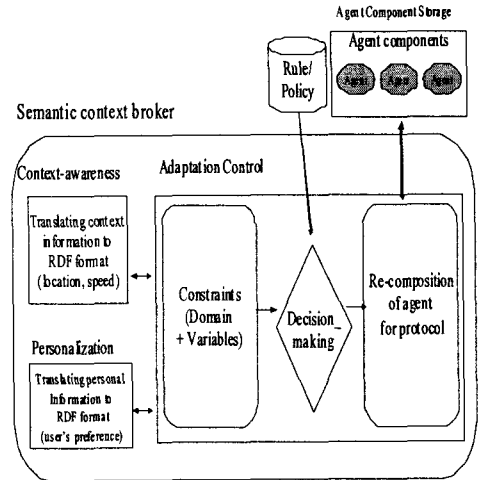 Agent Component Storage
Agent components
Agent
Agent
Agent
Rule/
Policy
Semantic context broker
Context-awareness
Adaptation Control
Translating context
information to
RDF format
(location, speed)
Constraints
(Domain
+ Variables)
Decision_
making
Re-composition
of agent
for protocol
Personalization
Translating personal
Information to
RDF format
(user's preference)